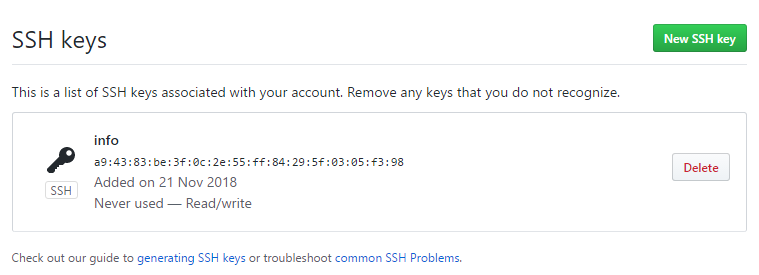 SSH keys
New SSH key
This is a list of SSH keys associated with your account. Remove any keys that you do not recognize.
info
a9:43:83:be:3f:0c:2e:55:ff:84:29:5f:03:05:f3:98
Added on 21 Nov 2018
Never used — Read/write
SSH
Delete
Check out our guide to generating SSH keys or troubleshoot common SSH Problems.